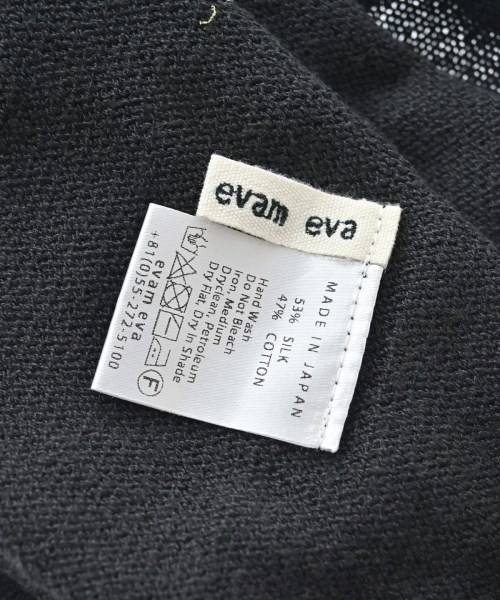 evam eva
MADE IN JAPAN
53% SILK
47% COTTON
Hand Wash
Do Not Bleach
Iron, Medium
Dryclean, Petroleum
Dry Flat, Dry in Shade
F
evam eva
+81(0)55-272-5100